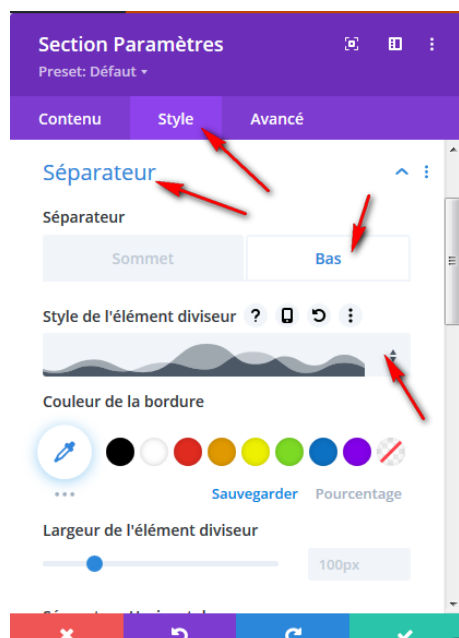 Section Paramètres
Preset: Défaut
Contenu Style Avancé
Séparateur
Séparateur
Sommet Bas
Style de l'élément diviseur ?
Couleur de la bordure
Sauvegarder Pourcentage
Largeur de l'élément diviseur
100px